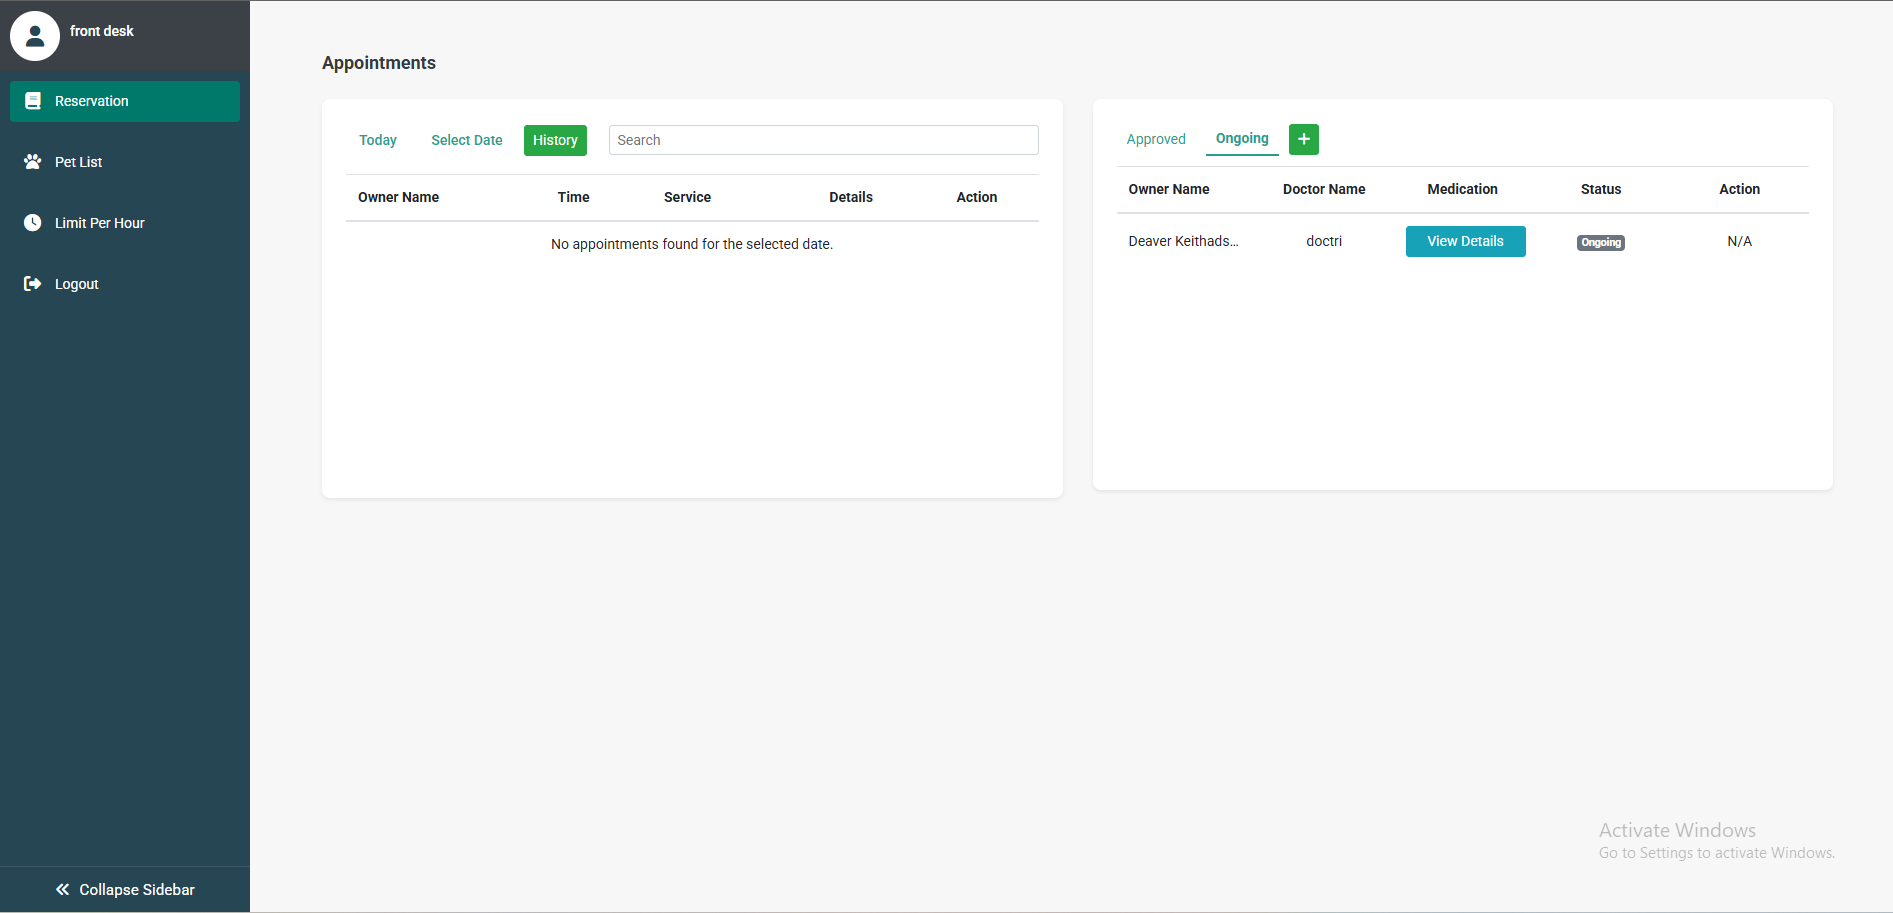 front desk
Reservation
Pet List
Limit Per Hour
Logout
Collapse Sidebar
Appointments
Today Select Date History Search
Owner Name Time Service Details Action
No appointments found for the selected date.
Approved Ongoing +
Owner Name Doctor Name Medication Status Action
Deaver Keithads... doctri View Details Ongoing N/A
Activate Windows
Go to Settings to activate Windows.